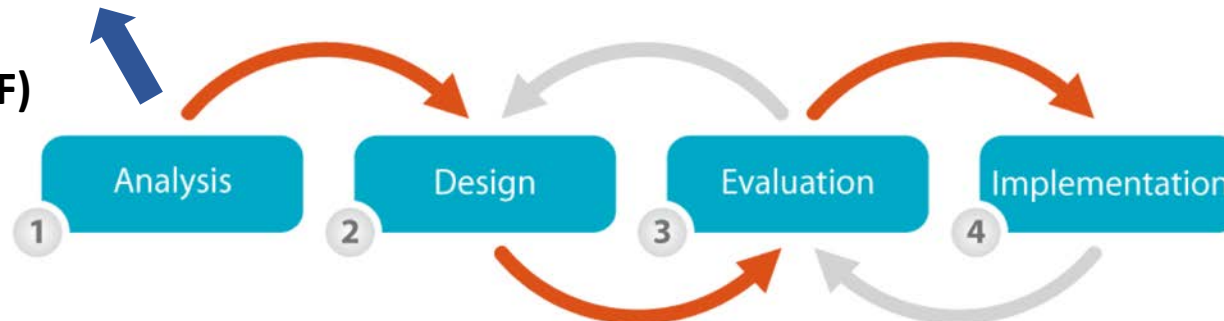 F)
Analysis
Design
Evaluation
Implementation
1
2
3
4